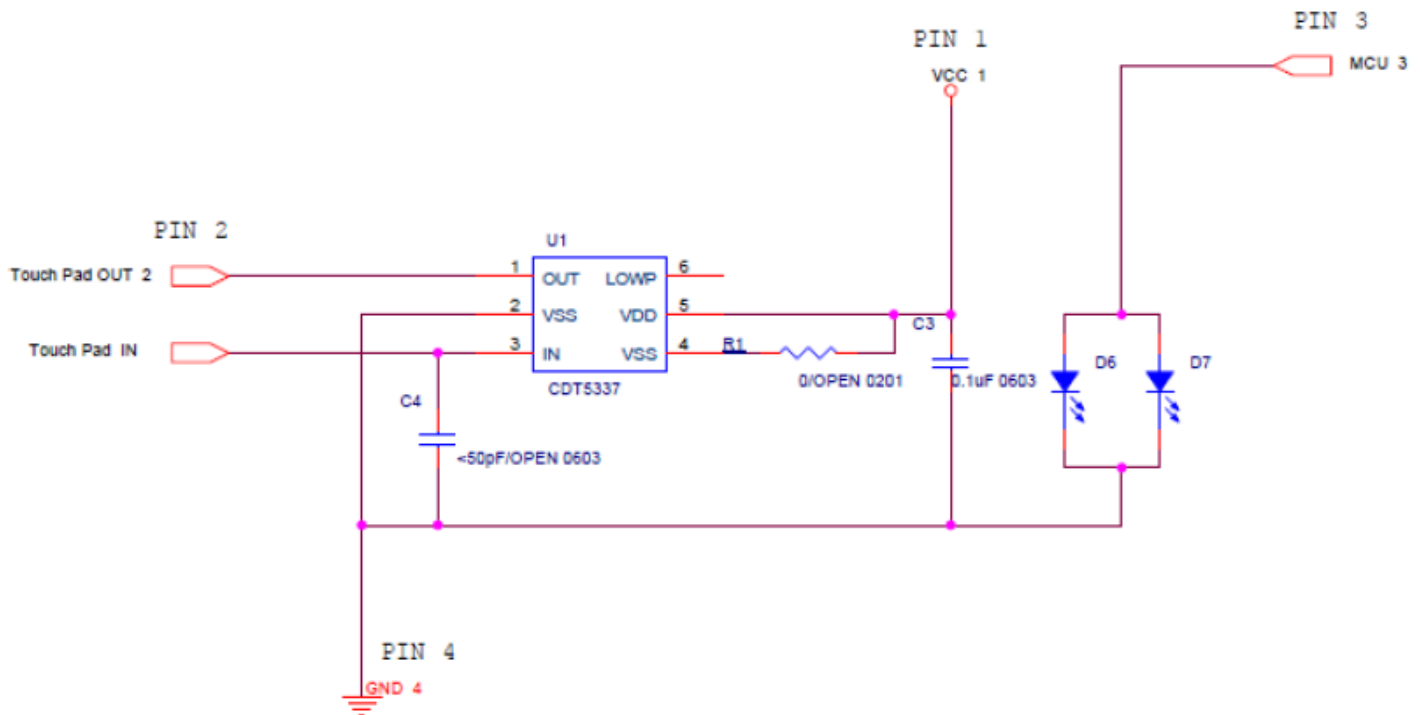 PIN 3
MCU 3
PIN 1
VCC 1
PIN 2
Touch Pad OUT 2
Touch Pad IN
U1
1 OUT LOWP 6
2 VSS VDD 5
3 IN VSS 4
CDT5337
R1
0/OPEN 0201
C3
0.1uF 0603
D6
D7
C4
<50pF/OPEN 0603
PIN 4
GND 4